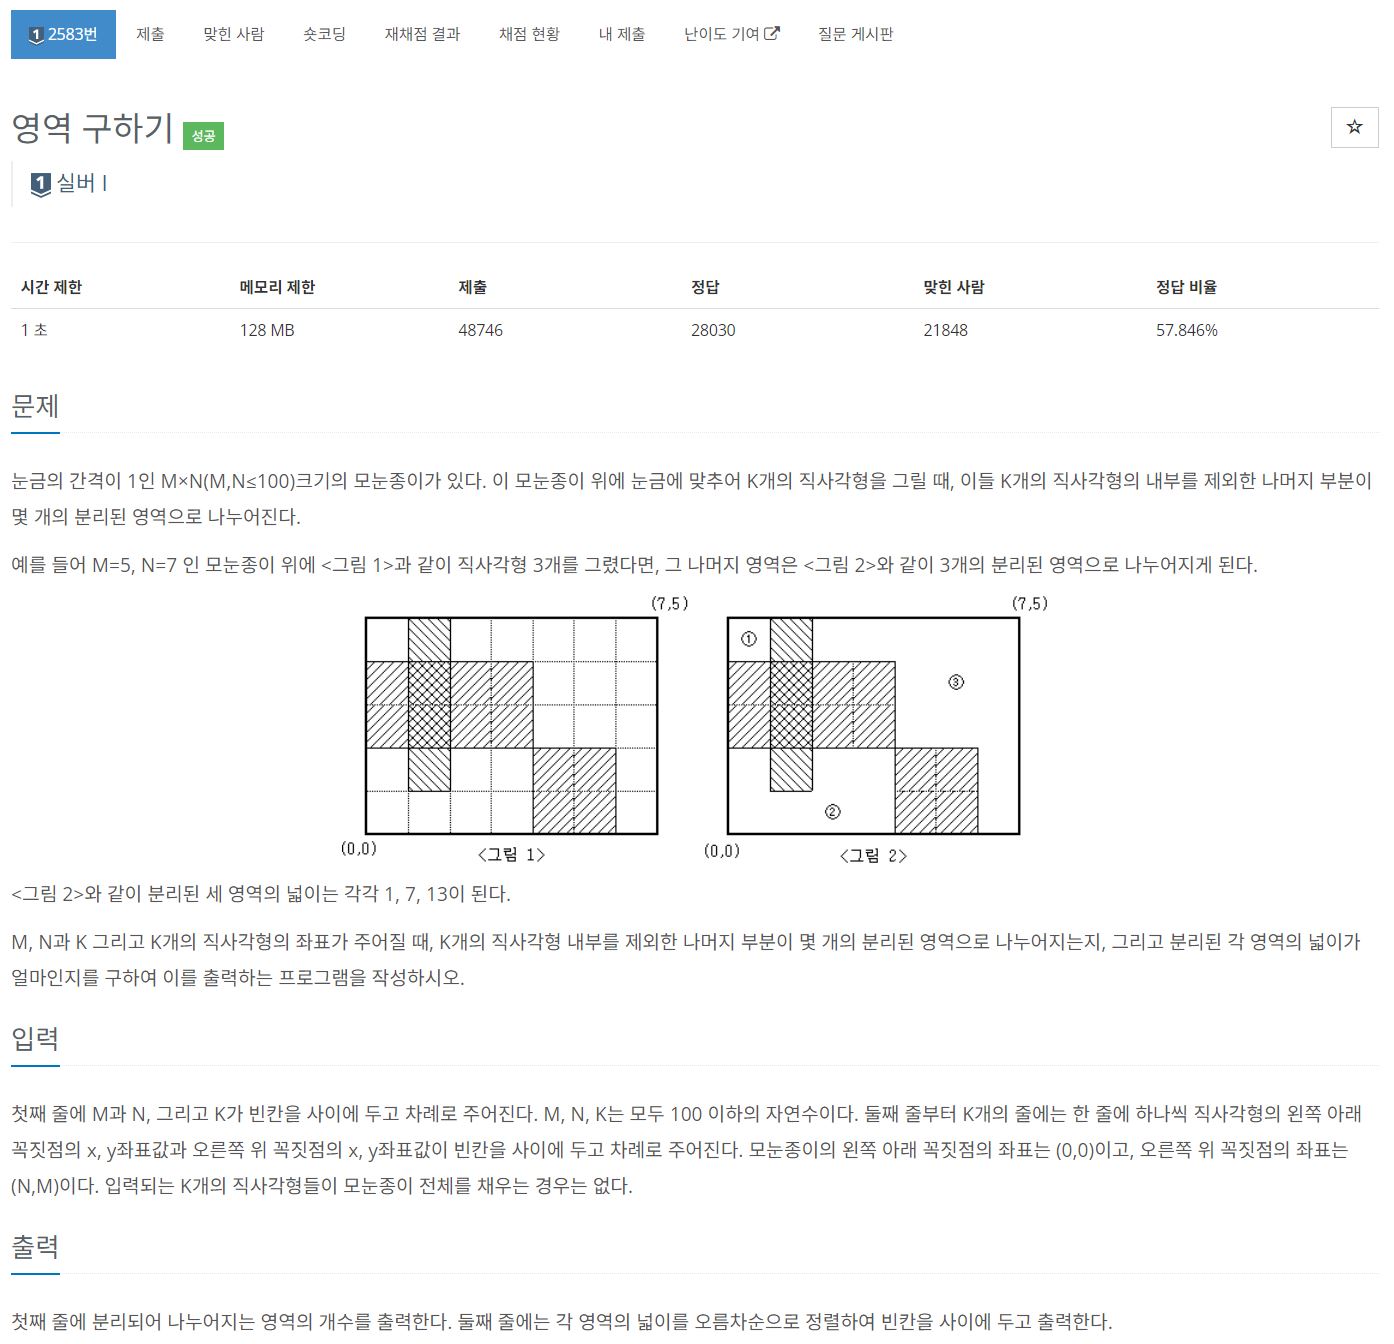 1 2583번 제출 맞힌 사람 숏코딩 재채점 결과 채점 현황 내 제출 난이도 기여 질문 게시판
영역 구하기 성공
1 실버 I
시간 제한 메모리 제한 제출 정답 맞힌 사람 정답 비율
1 초 128 MB 48746 28030 21848 57.846%
문제
눈금의 간격이 1인 M×N(M,N≤100)크기의 모눈종이가 있다. 이 모눈종이 위에 눈금에 맞추어 K개의 직사각형을 그릴 때, 이들 K개의 직사각형의 내부를 제외한 나머지 부분이
몇 개의 분리된 영역으로 나누어진다.
예를 들어 M=5, N=7 인 모눈종이 위에 <그림 1>과 같이 직사각형 3개를 그렸다면, 그 나머지 영역은 <그림 2>와 같이 3개의 분리된 영역으로 나누어지게 된다.
(7,5) (7,5)
①
③
②
(0,0) <그림 1> (0,0) <그림 2>
<그림 2>와 같이 분리된 세 영역의 넓이는 각각 1, 7, 13이 된다.
M, N과 K 그리고 K개의 직사각형의 좌표가 주어질 때, K개의 직사각형 내부를 제외한 나머지 부분이 몇 개의 분리된 영역으로 나누어지는지, 그리고 분리된 각 영역의 넓이가
얼마인지를 구하여 이를 출력하는 프로그램을 작성하시오.
입력
첫째 줄에 M과 N, 그리고 K가 빈칸을 사이에 두고 차례로 주어진다. M, N, K는 모두 100 이하의 자연수이다. 둘째 줄부터 K개의 줄에는 한 줄에 하나씩 직사각형의 왼쪽 아래
꼭짓점의 x, y좌표값과 오른쪽 위 꼭짓점의 x, y좌표값이 빈칸을 사이에 두고 차례로 주어진다. 모눈종이의 왼쪽 아래 꼭짓점의 좌표는 (0,0)이고, 오른쪽 위 꼭짓점의 좌표는
(N,M)이다. 입력되는 K개의 직사각형들이 모눈종이 전체를 채우는 경우는 없다.
출력
첫째 줄에 분리되어 나누어지는 영역의 개수를 출력한다. 둘째 줄에는 각 영역의 넓이를 오름차순으로 정렬하여 빈칸을 사이에 두고 출력한다.